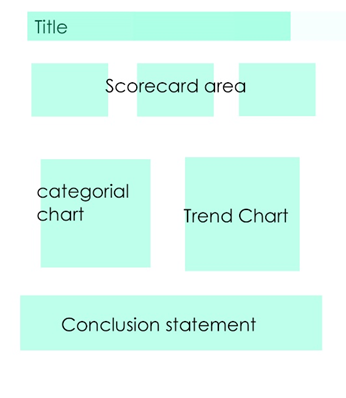 Title
Scorecard area
categorial
chart
Trend Chart
Conclusion statement